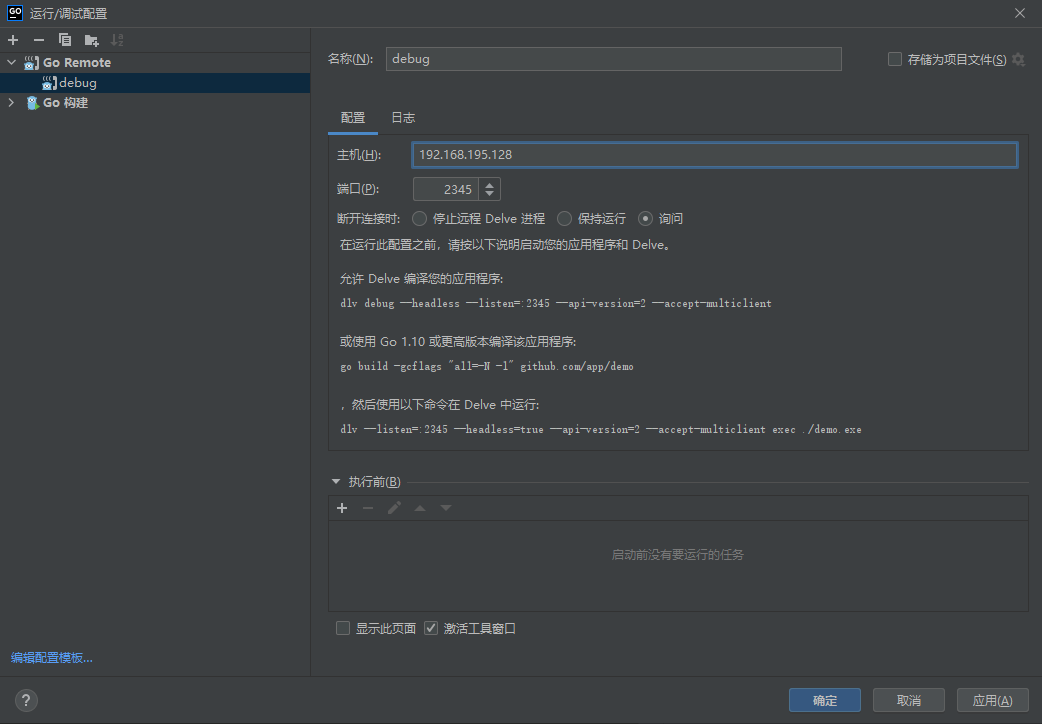 GO 运行/调试配置
Go Remote
debug
Go 构建
编辑配置模板...
名称(N): debug
存储为项目文件(S)
配置 日志
主机(H): 192.168.195.128
端口(P): 2345
断开连接时: 停止远程 Delve 进程 保持运行 询问
在运行此配置之前，请按以下说明启动您的应用程序和 Delve。
允许 Delve 编译您的应用程序:
dlv debug --headless --listen=:2345 --api-version=2 --accept-multiclient
或使用 Go 1.10 或更高版本编译该应用程序:
go build -gcflags "all=-N -l" github.com/app/demo
，然后使用以下命令在 Delve 中运行:
dlv --listen=:2345 --headless=true --api-version=2 --accept-multiclient exec ./demo.exe
执行前(B)
启动前没有要运行的任务
显示此页面 激活工具窗口
? 确定 取消 应用(A)